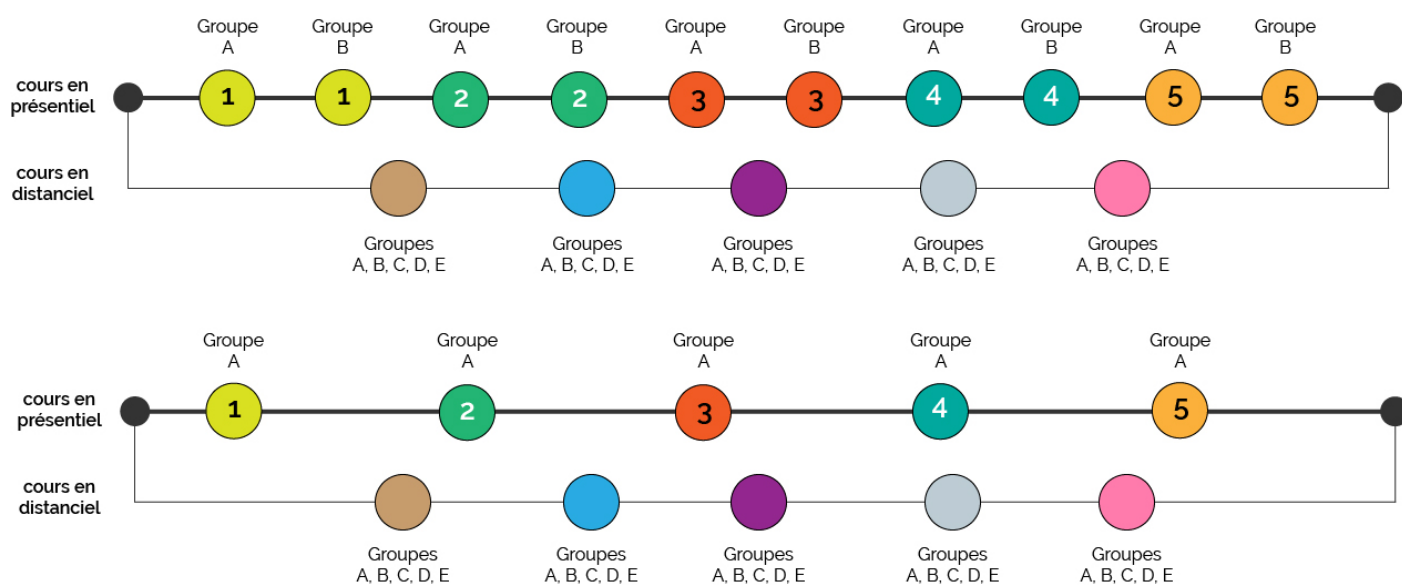 Groupe
A
Groupe
B
Groupe
A
Groupe
B
Groupe
A
Groupe
B
Groupe
A
Groupe
B
Groupe
A
Groupe
B
cours en
présentiel
1
1
2
2
3
3
4
4
5
5
cours en
distanciel
Groupes
A, B, C, D, E
Groupes
A, B, C, D, E
Groupes
A, B, C, D, E
Groupes
A, B, C, D, E
Groupes
A, B, C, D, E
Groupe
A
Groupe
A
Groupe
A
Groupe
A
Groupe
A
cours en
présentiel
1
2
3
4
5
cours en
distanciel
Groupes
A, B, C, D, E
Groupes
A, B, C, D, E
Groupes
A, B, C, D, E
Groupes
A, B, C, D, E
Groupes
A, B, C, D, E